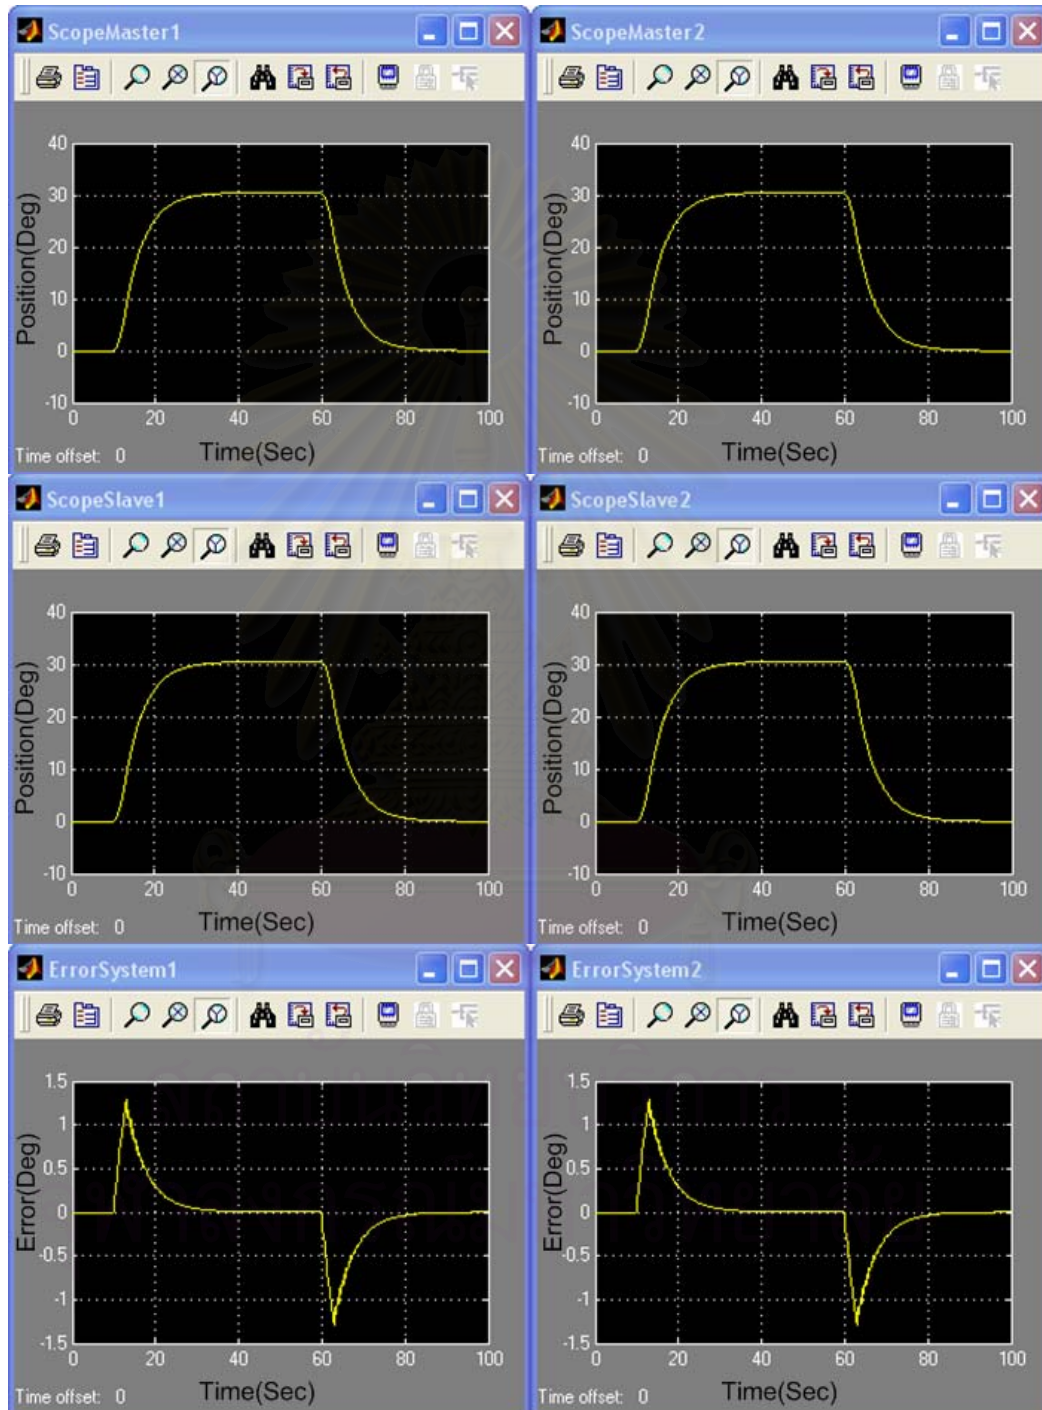 ScopeMaster1
40
30
20
10
0
-10
0 20 40 60 80 100
Position(Deg)
Time(Sec)
Time offset: 0
ScopeMaster2
40
30
20
10
0
-10
0 20 40 60 80 100
Position(Deg)
Time(Sec)
Time offset: 0
ScopeSlave1
40
30
20
10
0
-10
0 20 40 60 80 100
Position(Deg)
Time(Sec)
Time offset: 0
ScopeSlave2
40
30
20
10
0
-10
0 20 40 60 80 100
Position(Deg)
Time(Sec)
Time offset: 0
ErrorSystem1
1.5
1
0.5
0
-0.5
-1
-1.5
0 20 40 60 80 100
Error(Deg)
Time(Sec)
Time offset: 0
ErrorSystem2
1.5
1
0.5
0
-0.5
-1
-1.5
0 20 40 60 80 100
Error(Deg)
Time(Sec)
Time offset: 0